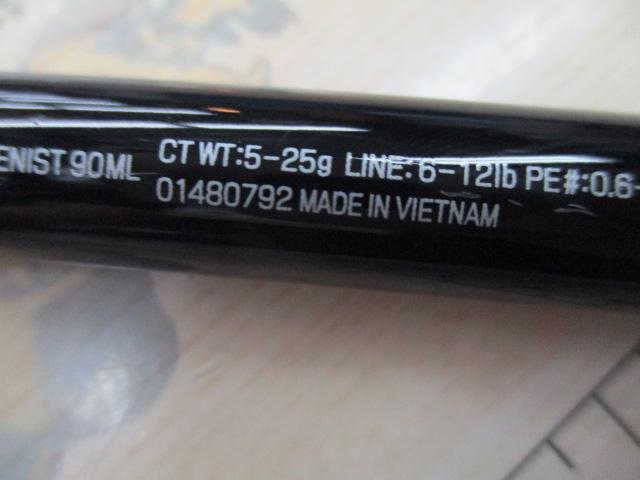 ENIST 90ML CT WT:5-25g LINE:6-12lb PE#:0.6-
01480792 MADE IN VIETNAM